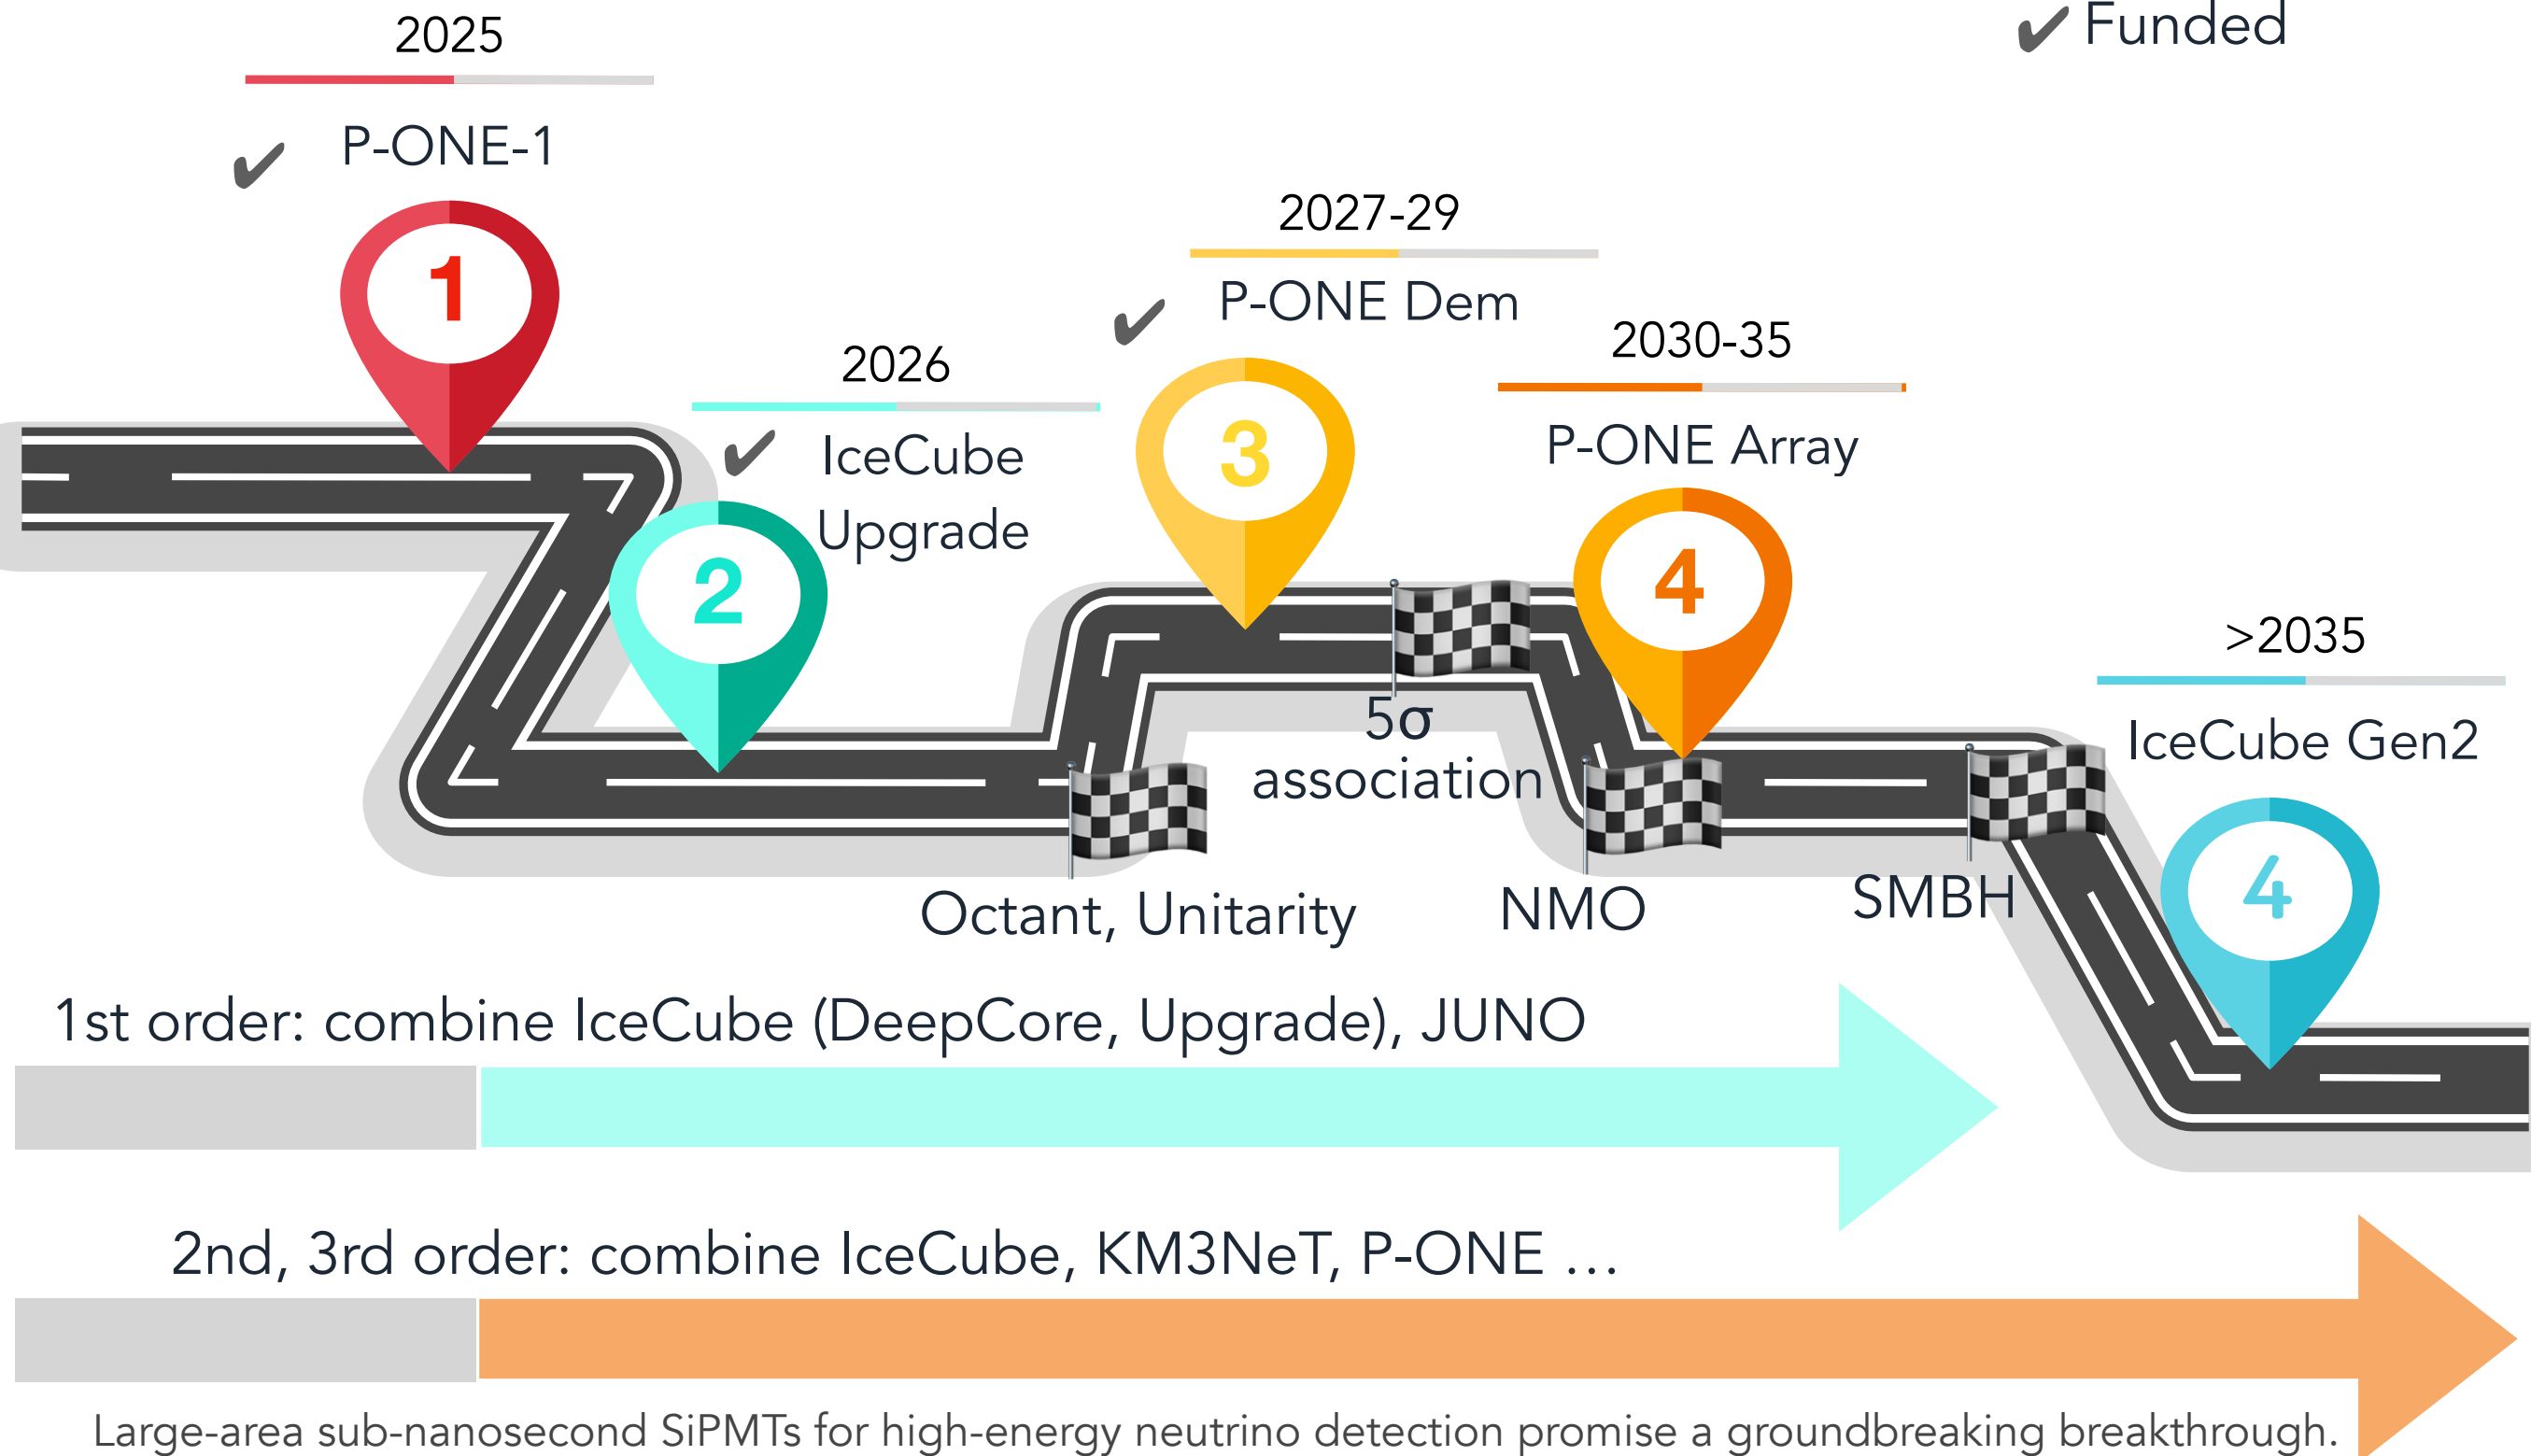 ✔ Funded
2025
✔ P-ONE-1
1
2026
✔ IceCube
Upgrade
2
2027-29
✔ P-ONE Dem
3
2030-35
P-ONE Array
4
>2035
IceCube Gen2
4
5σ
association
Octant, Unitarity
NMO
SMBH
1st order: combine IceCube (DeepCore, Upgrade), JUNO
2nd, 3rd order: combine IceCube, KM3NeT, P-ONE …
Large-area sub-nanosecond SiPMTs for high-energy neutrino detection promise a groundbreaking breakthrough.